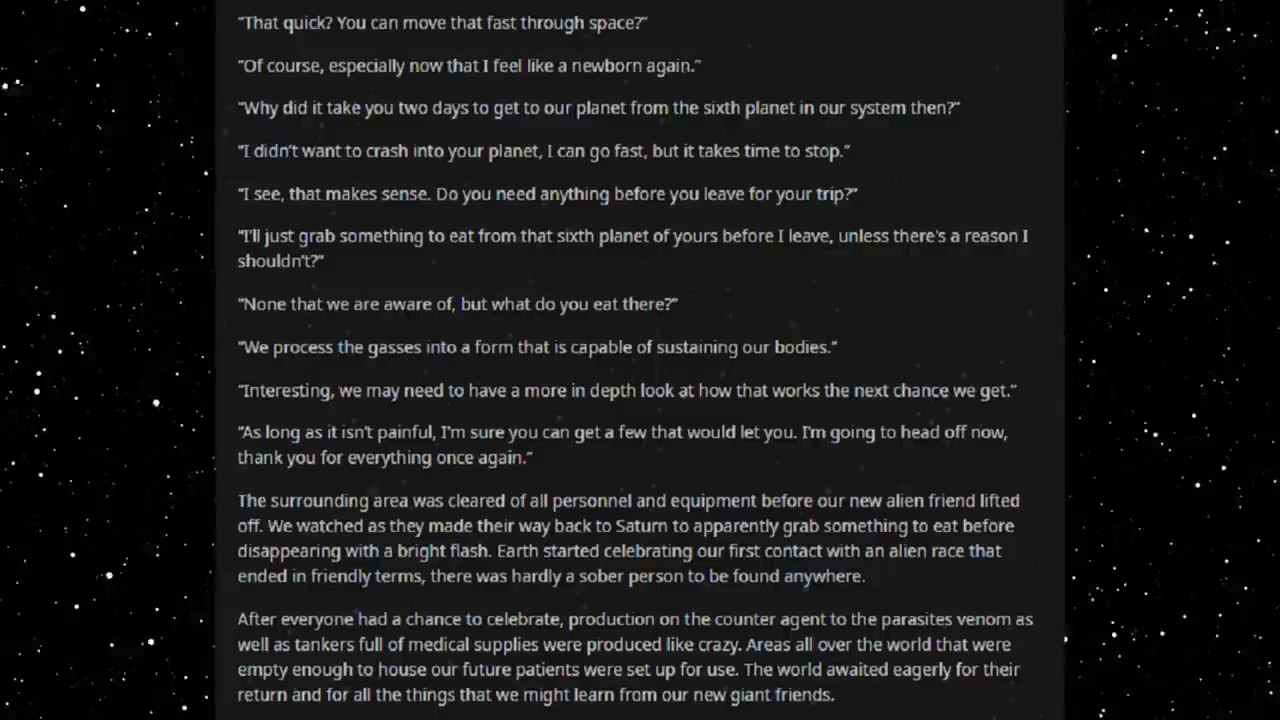 “That quick? You can move that fast through space?”
“Of course, especially now that I feel like a newborn again.”
“Why did it take you two days to get to our planet from the sixth planet in our system then?”
“I didn’t want to crash into your planet, I can go fast, but it takes time to stop.”
“I see, that makes sense. Do you need anything before you leave for your trip?”
“I’ll just grab something to eat from that sixth planet of yours before I leave, unless there’s a reason I
shouldn’t?”
“None that we are aware of, but what do you eat there?”
“We process the gasses into a form that is capable of sustaining our bodies.”
“Interesting, we may need to have a more in depth look at how that works the next chance we get.”
“As long as it isn’t painful, I’m sure you can get a few that would let you. I’m going to head off now,
thank you for everything once again.”
The surrounding area was cleared of all personnel and equipment before our new alien friend lifted
off. We watched as they made their way back to Saturn to apparently grab something to eat before
disappearing with a bright flash. Earth started celebrating our first contact with an alien race that
ended in friendly terms, there was hardly a sober person to be found anywhere.
After everyone had a chance to celebrate, production on the counter agent to the parasites venom as
well as tankers full of medical supplies were produced like crazy. Areas all over the world that were
empty enough to house our future patients were set up for use. The world awaited eagerly for their
return and for all the things that we might learn from our new giant friends.